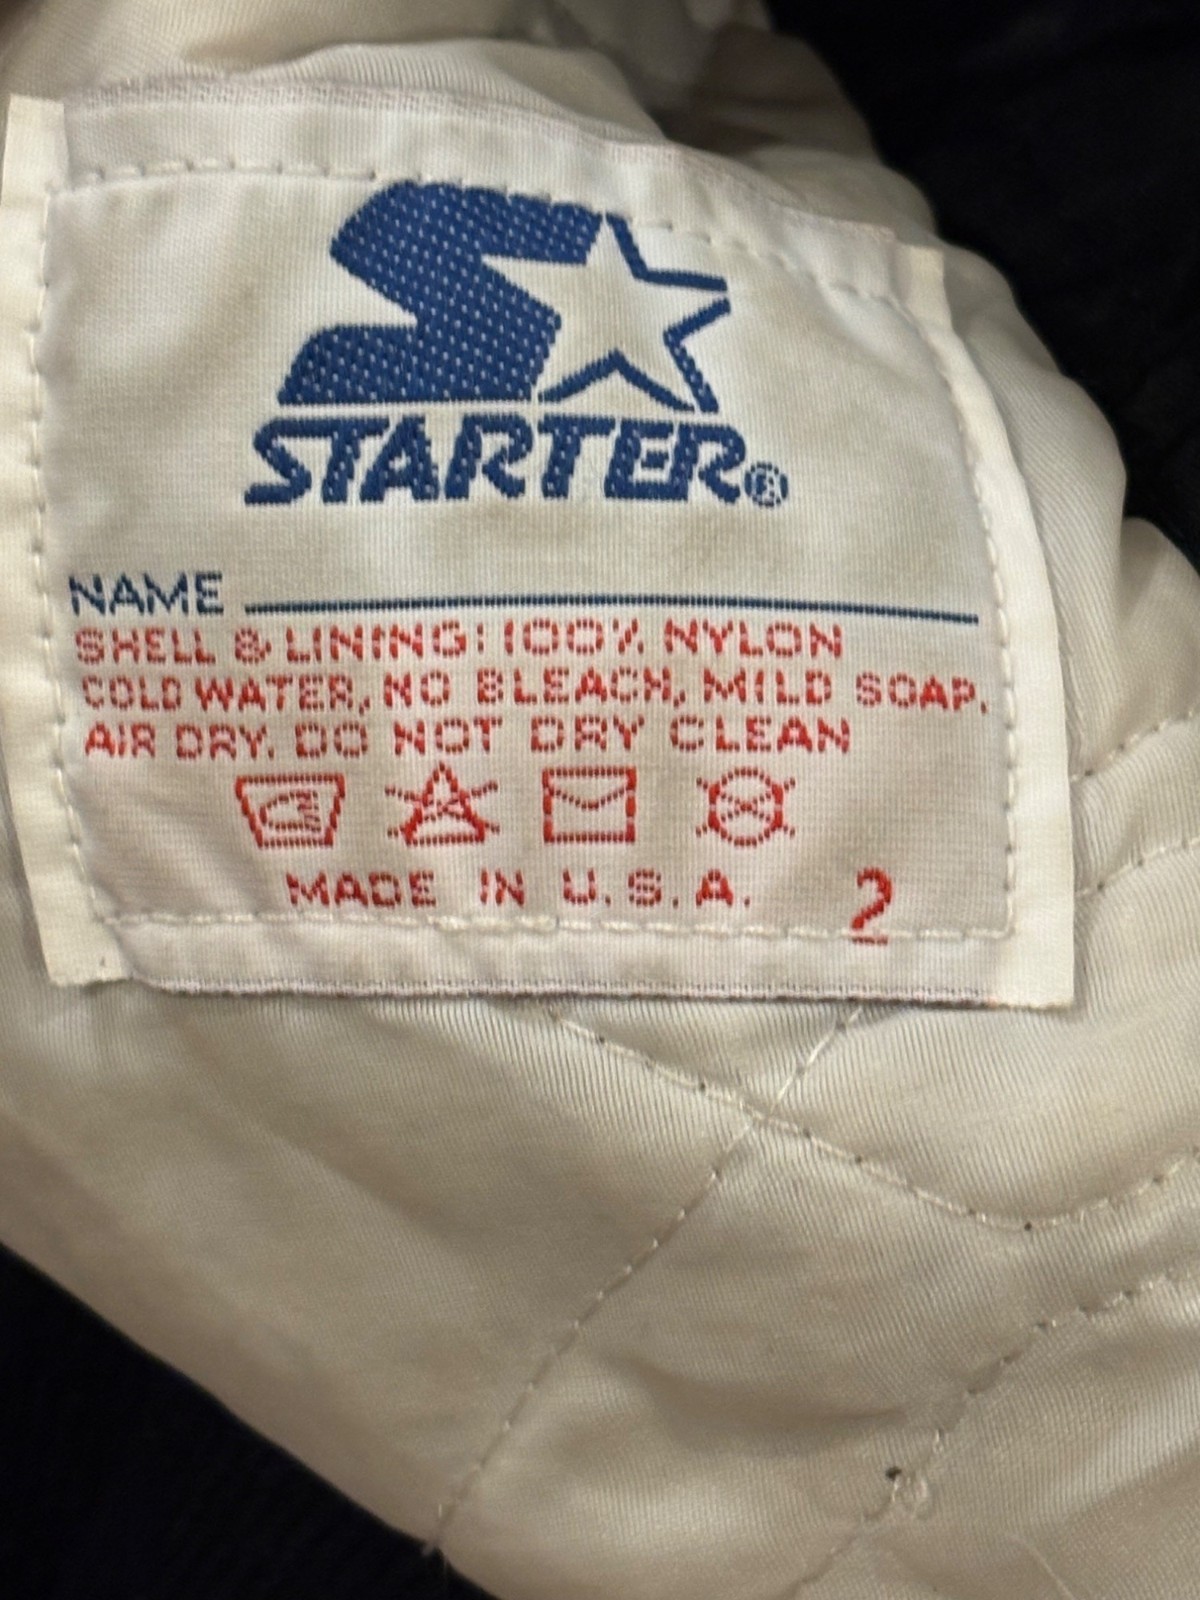 STARTER®
NAME
SHELL & LINING: 100% NYLON
COLD WATER, NO BLEACH, MILD SOAP,
AIR DRY. DO NOT DRY CLEAN
MADE IN U.S.A. 2